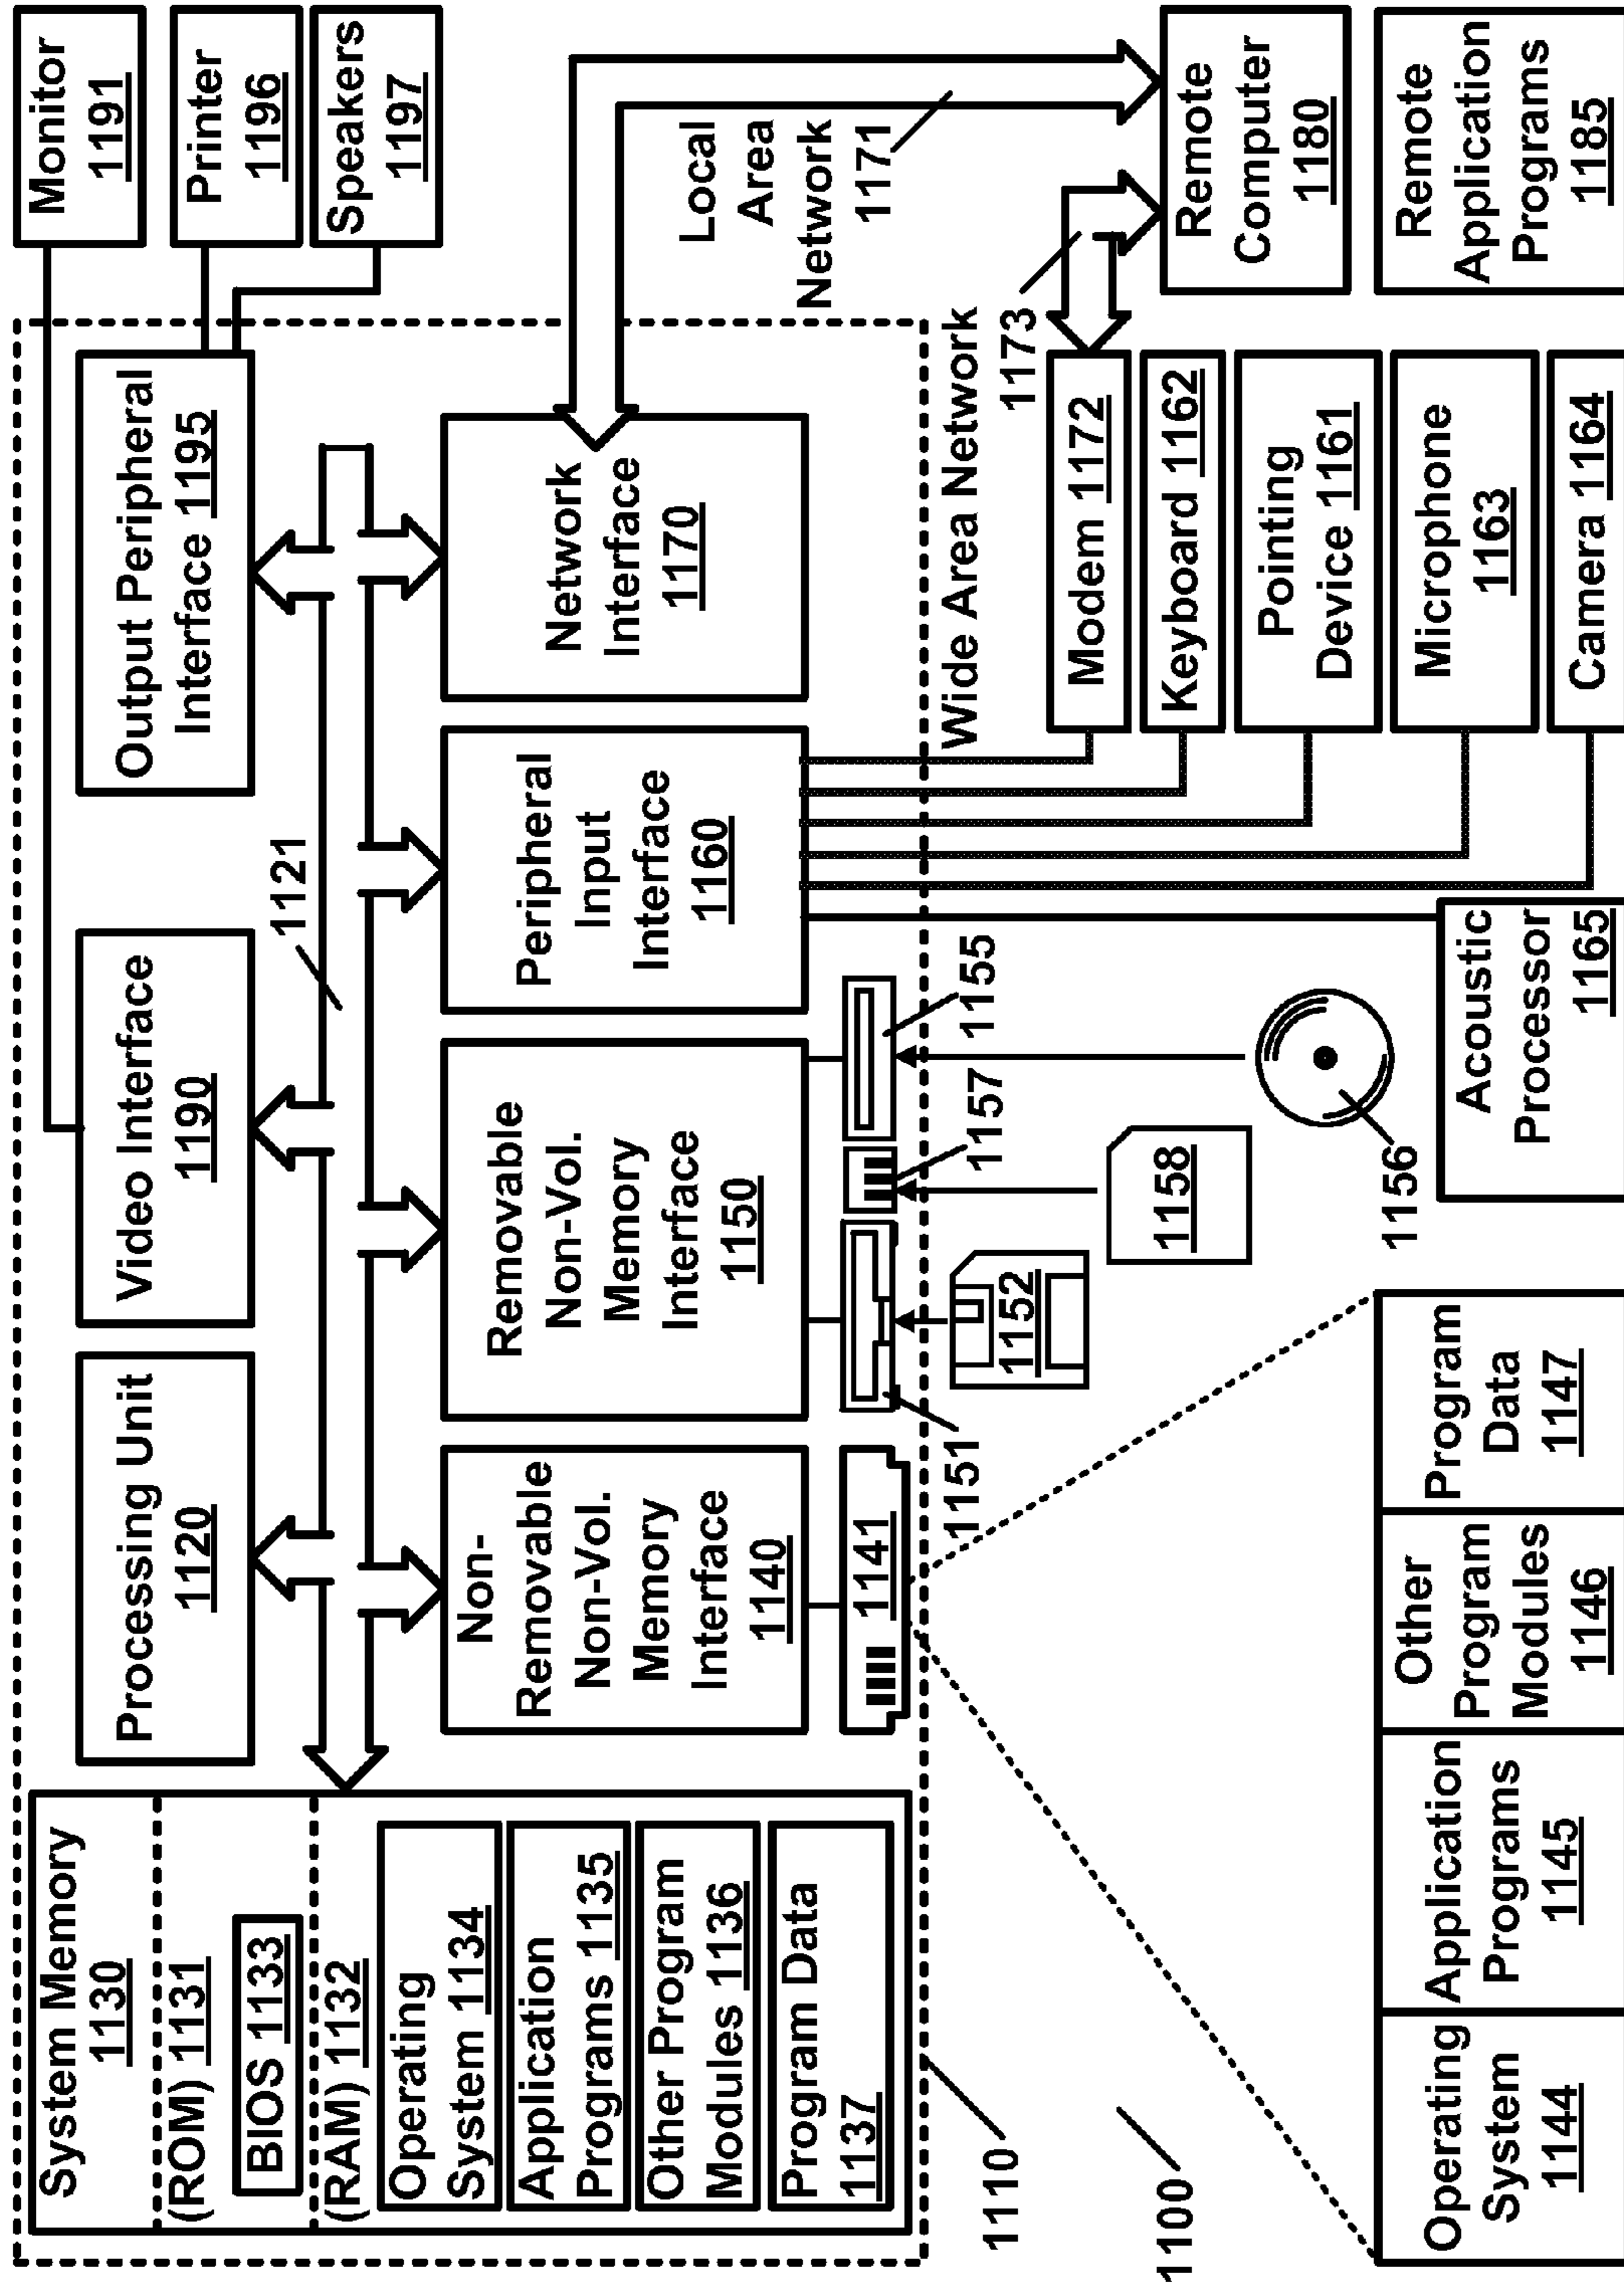 System Memory
1130
(ROM) 1131
BIOS 1133
(RAM) 1132
Operating
System 1134
Application
Programs 1135
Other Program
Modules 1136
Program Data
1137
Processing Unit
1120
Video Interface
1190
Output Peripheral
Interface 1195
1121
Non-
Removable
Non-Vol.
Memory
Interface
1140
Removable
Non-Vol.
Memory
Interface
1150
Peripheral
Input
Interface
1160
Network
Interface
1170
Monitor
1191
Printer
1196
Speakers
1197
Local
Area
Network
1171
1141
1151
1152
1157
1155
1158
1156
Wide Area Network
1173
Modem 1172
Keyboard 1162
Pointing
Device 1161
Microphone
1163
Camera 1164
Acoustic
Processor
1165
Remote
Computer
1180
Remote
Application
Programs
1185
1110
1100
Operating
System
1144
Application
Programs
1145
Other
Program
Modules
1146
Program
Data
1147